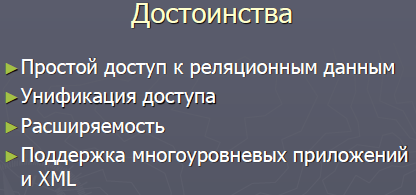 Достоинства
►Простой доступ к реляционным данным
►Унификация доступа
►Расширяемость
►Поддержка многоуровневых приложений
и XML